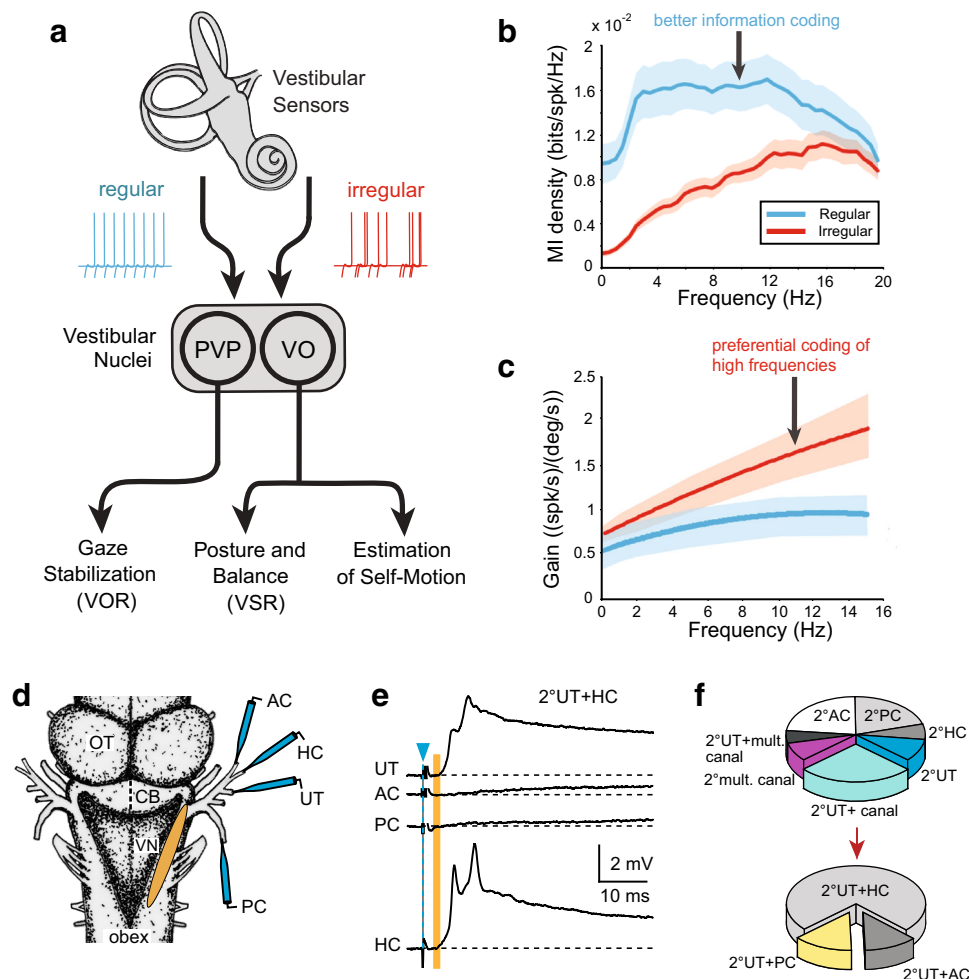 a
Vestibular
Sensors
regular
irregular
Vestibular
Nuclei
PVP
VO
Gaze
Stabilization
(VOR)
Posture and
Balance
(VSR)
Estimation
of Self-Motion
b
x 10⁻²
better information coding
MI density (bits/spk/Hz)
2
1.6
1.2
0.8
0.4
0
Regular
Irregular
0 4 8 12 16 20
Frequency (Hz)
c
preferential coding of
high frequencies
Gain ((spk/s)/(deg/s))
2.5
2
1.5
1
0.5
0
0 2 4 6 8 10 12 14 16
Frequency (Hz)
d
AC
HC
UT
OT
CB
VN
PC
obex
e
2°UT+HC
UT
AC
PC
HC
2 mV
10 ms
f
2°AC
2°PC
2°HC
2°UT
2°UT+mult.
canal
2°mult. canal
2°UT+ canal
2°UT+HC
2°UT+PC
2°UT+AC